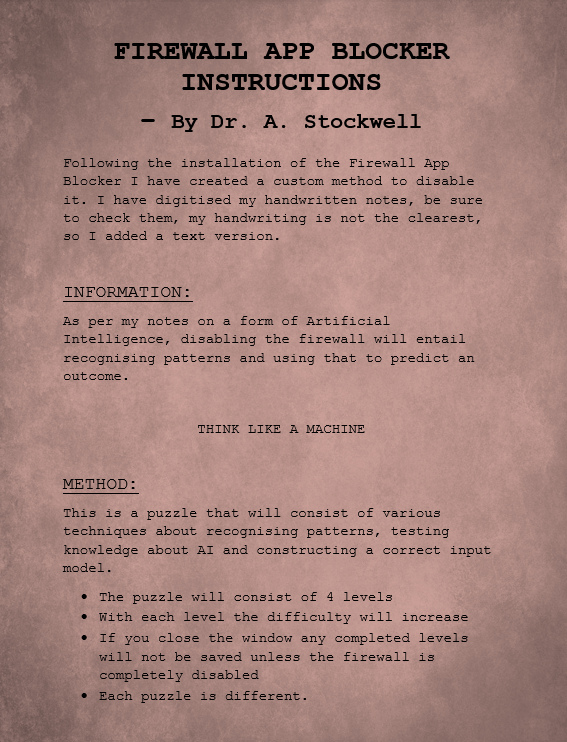 FIREWALL APP BLOCKER
INSTRUCTIONS
– By Dr. A. Stockwell
Following the installation of the Firewall App
Blocker I have created a custom method to disable
it. I have digitised my handwritten notes, be sure
to check them, my handwriting is not the clearest,
so I added a text version.
INFORMATION:
As per my notes on a form of Artificial
Intelligence, disabling the firewall will entail
recognising patterns and using that to predict an
outcome.
THINK LIKE A MACHINE
METHOD:
This is a puzzle that will consist of various
techniques about recognising patterns, testing
knowledge about AI and constructing a correct input
model.
• The puzzle will consist of 4 levels
• With each level the difficulty will increase
• If you close the window any completed levels
will not be saved unless the firewall is
completely disabled
• Each puzzle is different.